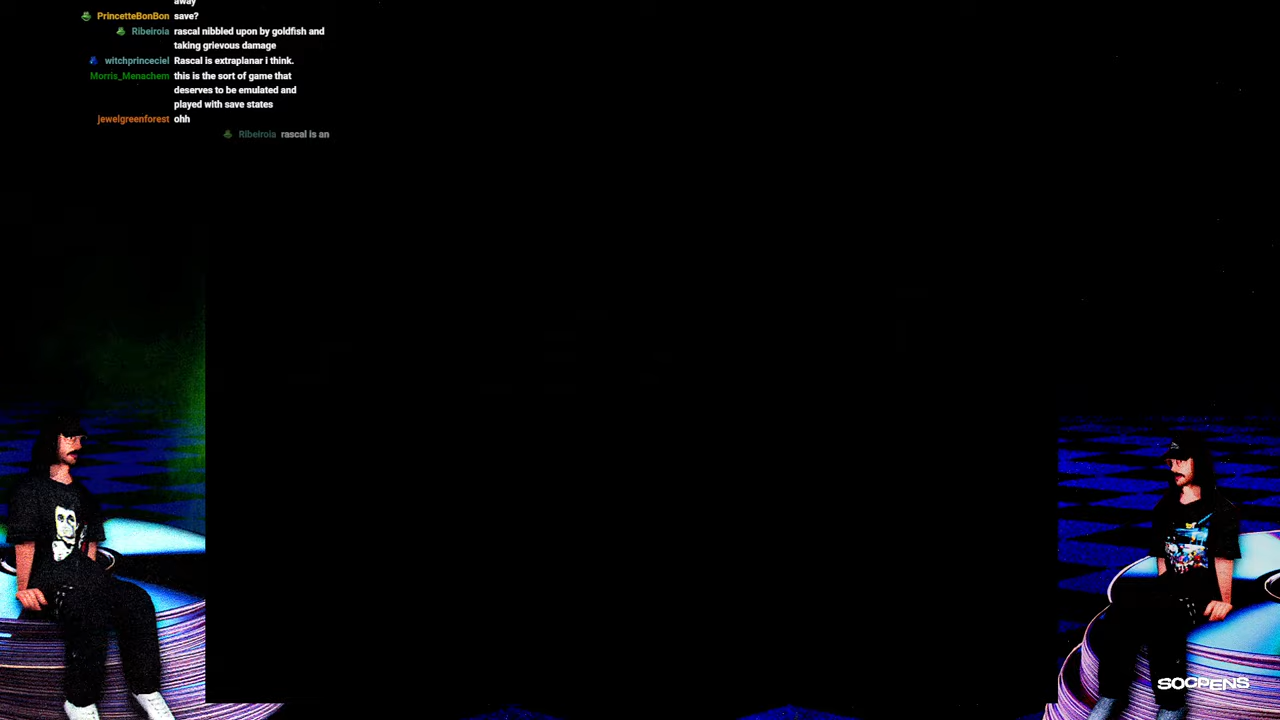 away
PrincetteBonBon save?
Ribeiroia rascal nibbled upon by goldfish and
taking grievous damage
witchprinceciel Rascal is extraplanar i think.
Morris_Menachem this is the sort of game that
deserves to be emulated and
played with save states
jewelgreenforest ohh
Ribeiroia rascal is an
SOCPENS